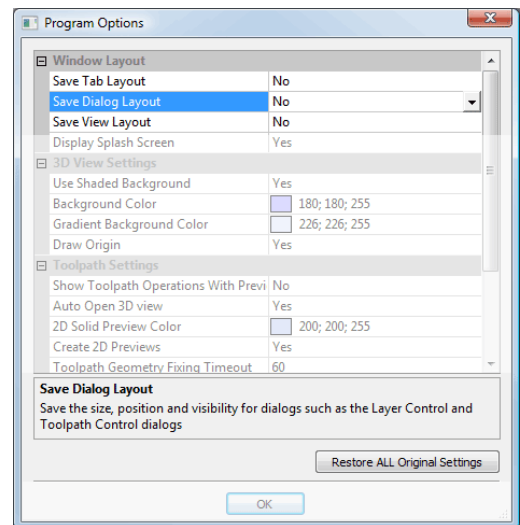 Program Options
Window Layout
Save Tab Layout No
Save Dialog Layout No
Save View Layout No
Display Splash Screen Yes
3D View Settings
Use Shaded Background Yes
Background Color 180; 180; 255
Gradient Background Color 226; 226; 255
Draw Origin Yes
Toolpath Settings
Show Toolpath Operations With Previ No
Auto Open 3D view Yes
2D Solid Preview Color 200; 200; 255
Create 2D Previews Yes
Toolpath Geometry Fixing Timeout 60
Save Dialog Layout
Save the size, position and visibility for dialogs such as the Layer Control and
Toolpath Control dialogs
Restore ALL Original Settings
OK